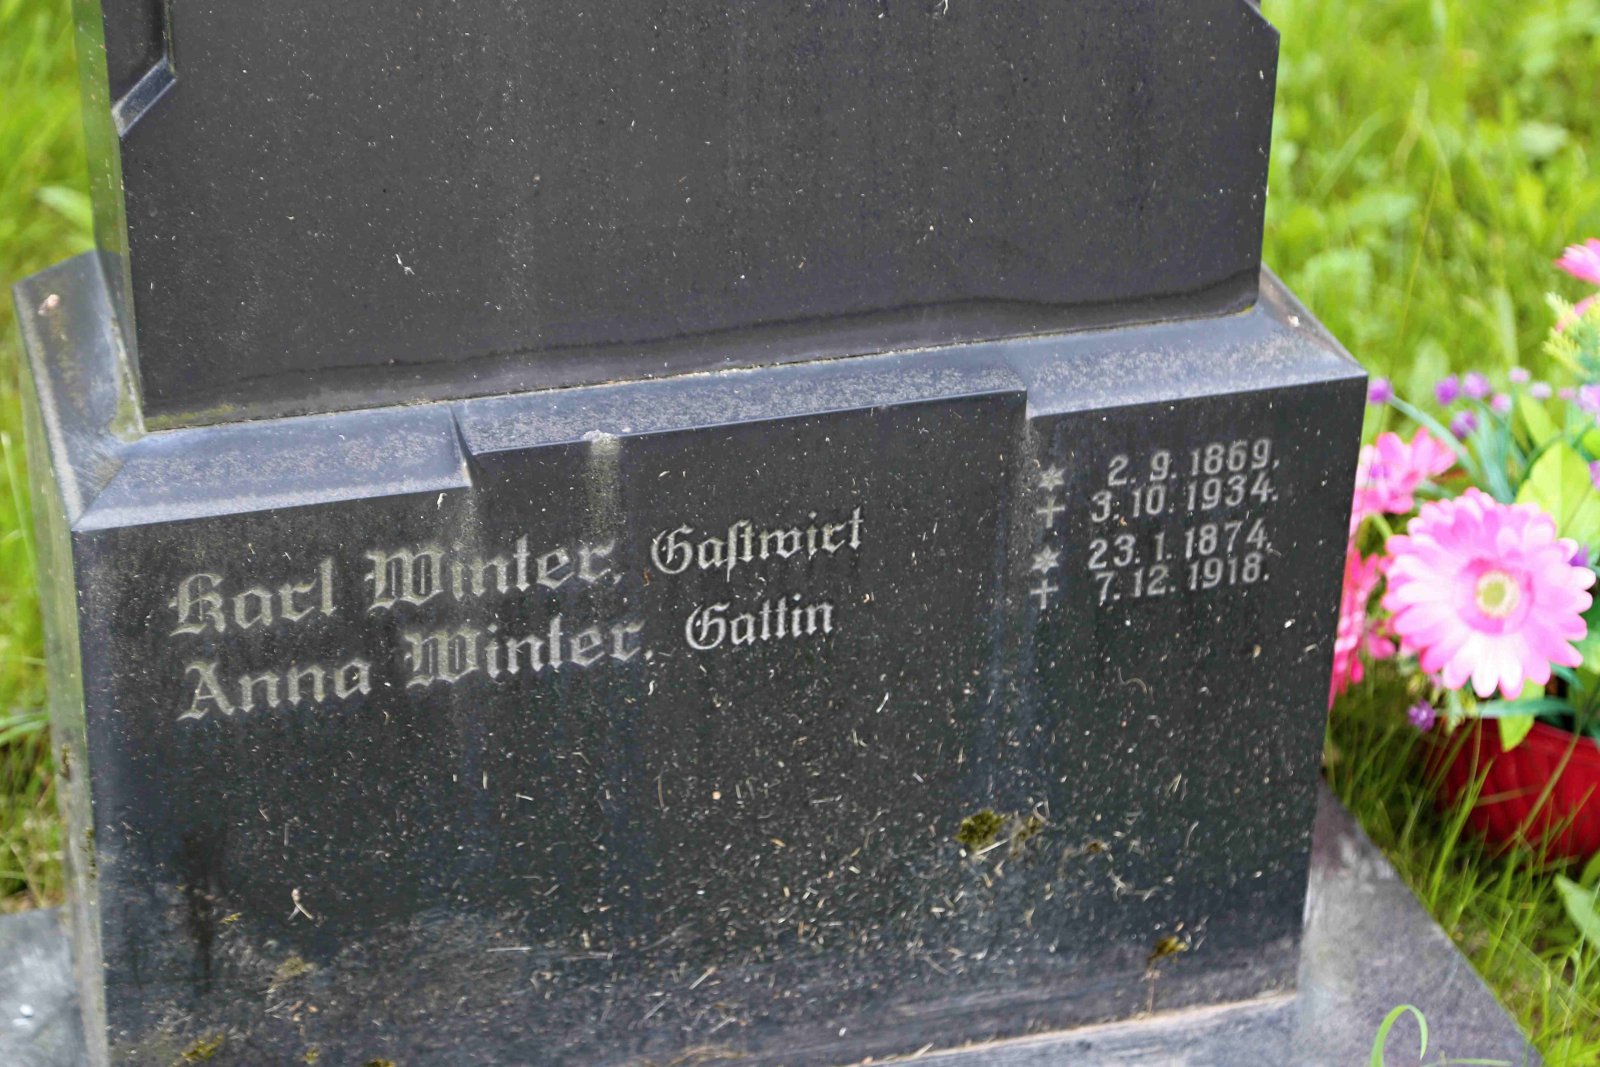 Karl Winter, Gastwirt
* 2. 9. 1869.
+ 3. 10. 1934.
Anna Winter, Gattin
* 23. 1. 1874.
+ 7. 12. 1918.